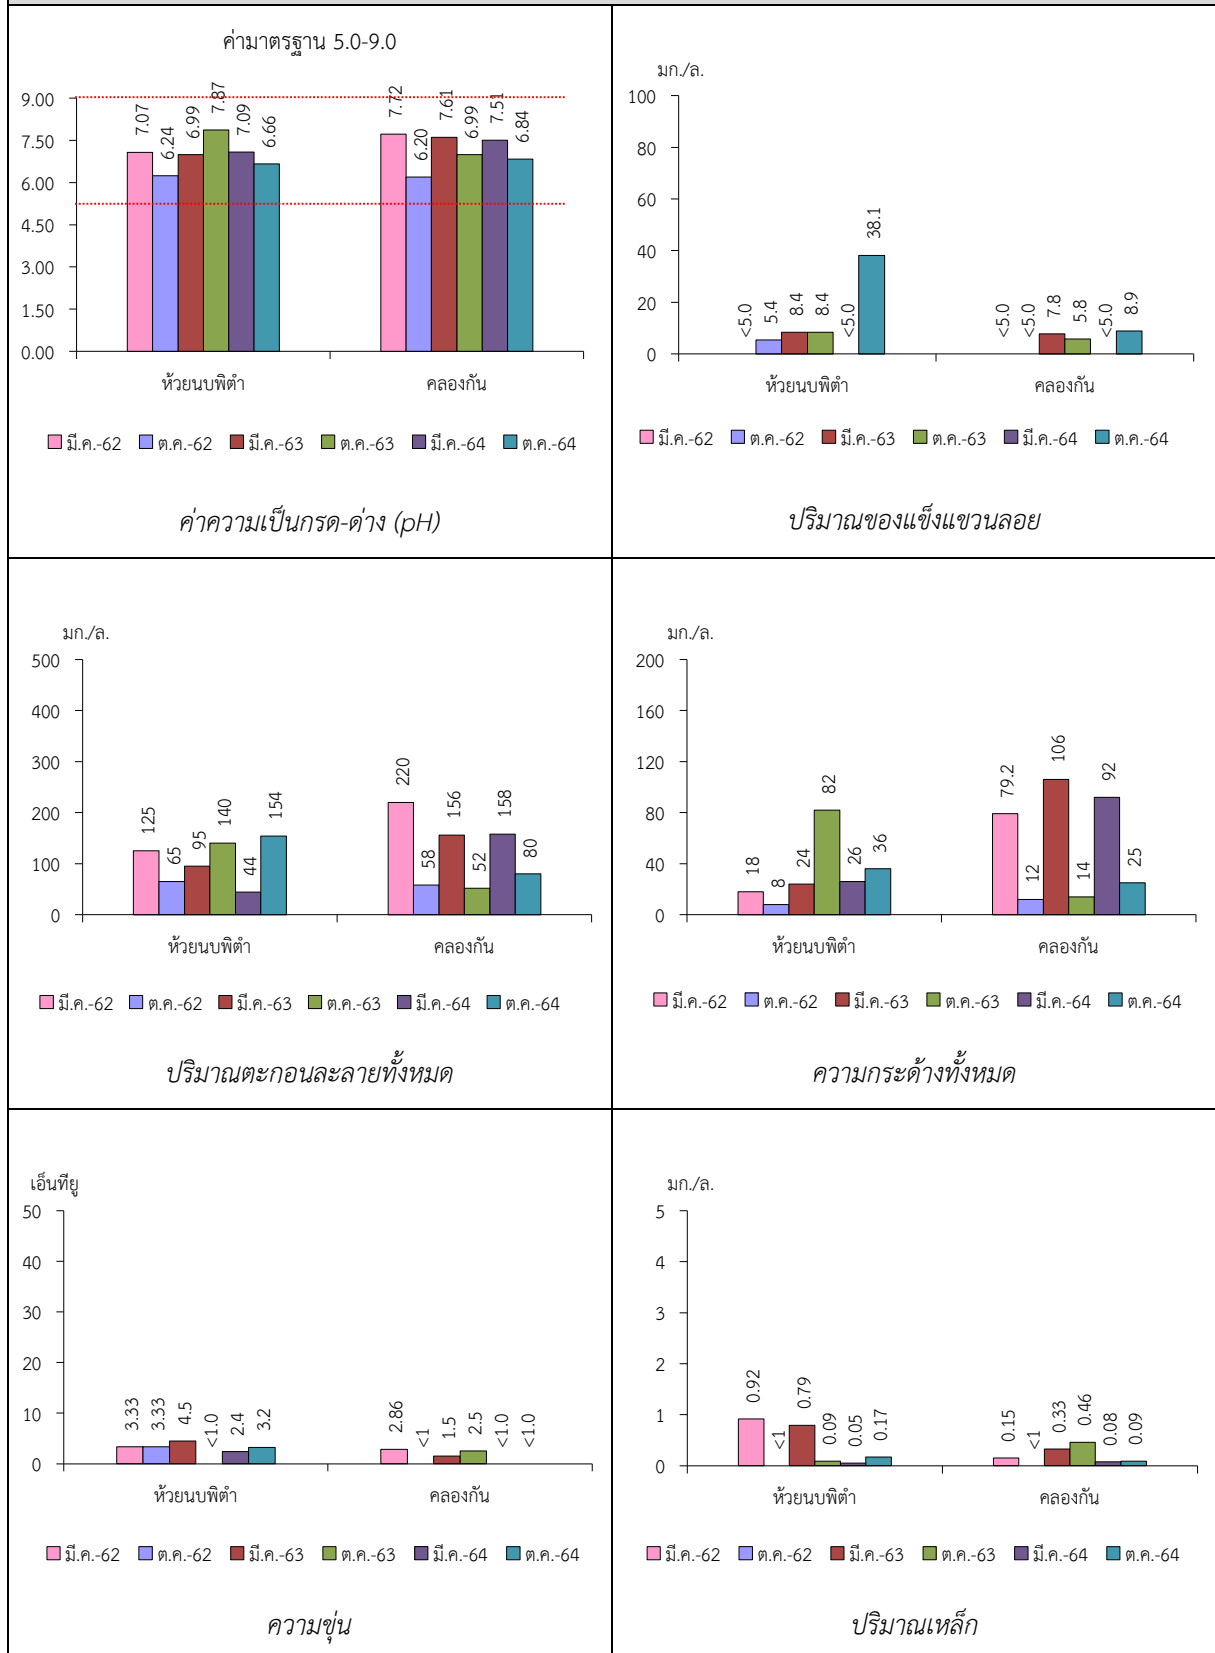 ค่ามาตรฐาน 5.0-9.0
9.00
7.50
6.00
4.50
3.00
1.50
0.00
7.07 6.24 6.99 7.87 7.09 6.66
7.72 6.20 7.61 6.99 7.51 6.84
ห้วยนบพิตำ คลองกัน
มี.ค.-62 ต.ค.-62 มี.ค.-63 ต.ค.-63 มี.ค.-64 ต.ค.-64
ค่าความเป็นกรด-ด่าง (pH)
มก./ล.
100
80
60
40
20
0
<5.0 5.4 8.4 8.4 <5.0 38.1
<5.0 <5.0 7.8 5.8 <5.0 8.9
ห้วยนบพิตำ คลองกัน
มี.ค.-62 ต.ค.-62 มี.ค.-63 ต.ค.-63 มี.ค.-64 ต.ค.-64
ปริมาณของแข็งแขวนลอย
มก./ล.
500
400
300
200
100
0
125 65 95 140 44 154
220 58 156 52 158 80
ห้วยนบพิตำ คลองกัน
มี.ค.-62 ต.ค.-62 มี.ค.-63 ต.ค.-63 มี.ค.-64 ต.ค.-64
ปริมาณตะกอนละลายทั้งหมด
มก./ล.
200
160
120
80
40
0
18 8 24 82 26 36
79.2 12 106 14 92 25
ห้วยนบพิตำ คลองกัน
มี.ค.-62 ต.ค.-62 มี.ค.-63 ต.ค.-63 มี.ค.-64 ต.ค.-64
ความกระด้างทั้งหมด
เอ็นทียู
50
40
30
20
10
0
3.33 3.33 4.5 <1.0 2.4 3.2
2.86 <1 1.5 2.5 <1.0 <1.0
ห้วยนบพิตำ คลองกัน
มี.ค.-62 ต.ค.-62 มี.ค.-63 ต.ค.-63 มี.ค.-64 ต.ค.-64
ความขุ่น
มก./ล.
5
4
3
2
1
0
0.92 <1 0.79 0.09 0.05 0.17
0.15 <1 0.33 0.46 0.08 0.09
ห้วยนบพิตำ คลองกัน
มี.ค.-62 ต.ค.-62 มี.ค.-63 ต.ค.-63 มี.ค.-64 ต.ค.-64
ปริมาณเหล็ก